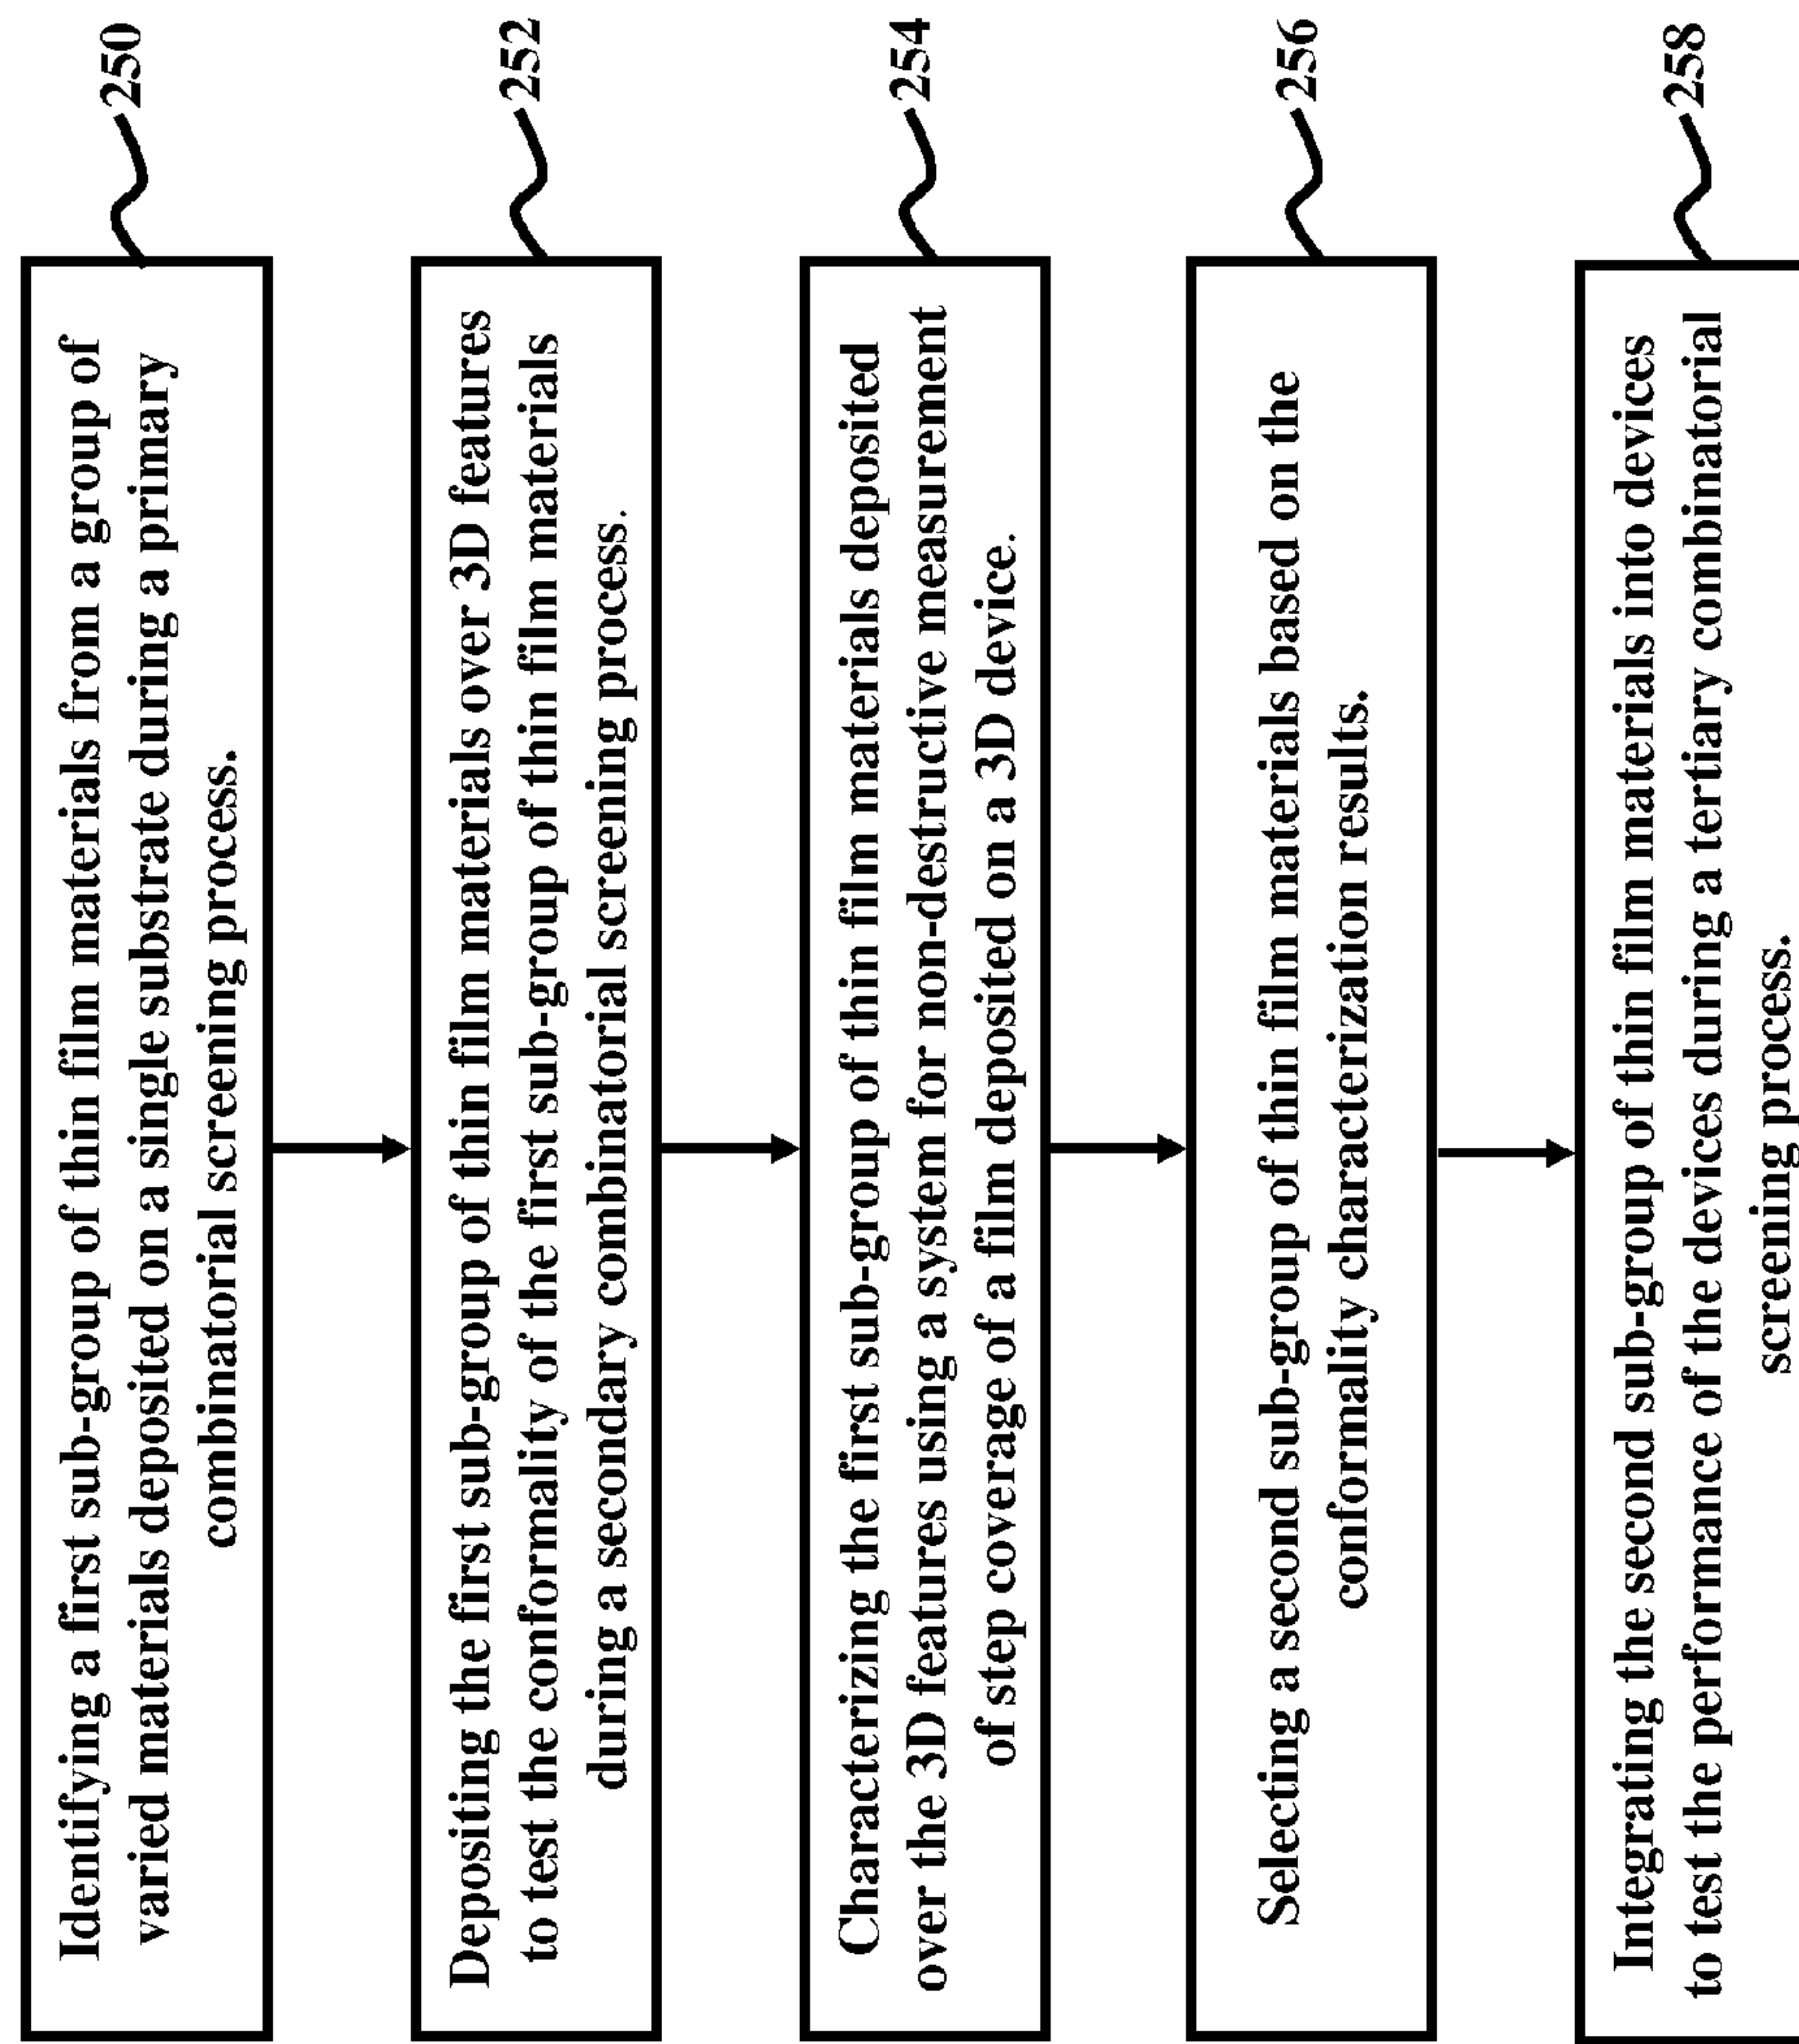 Identifying a first sub-group of thin film materials from a group of
varied materials deposited on a single substrate during a primary
combinatorial screening process.
250
Depositing the first sub-group of thin film materials over 3D features
to test the conformality of the first sub-group of thin film materials
during a secondary combinatorial screening process.
252
Characterizing the first sub-group of thin film materials deposited
over the 3D features using a system for non-destructive measurement
of step coverage of a film deposited on a 3D device.
254
Selecting a second sub-group of thin film materials based on the
conformality characterization results.
256
Integrating the second sub-group of thin film materials into devices
to test the performance of the devices during a tertiary combinatorial
screening process.
258